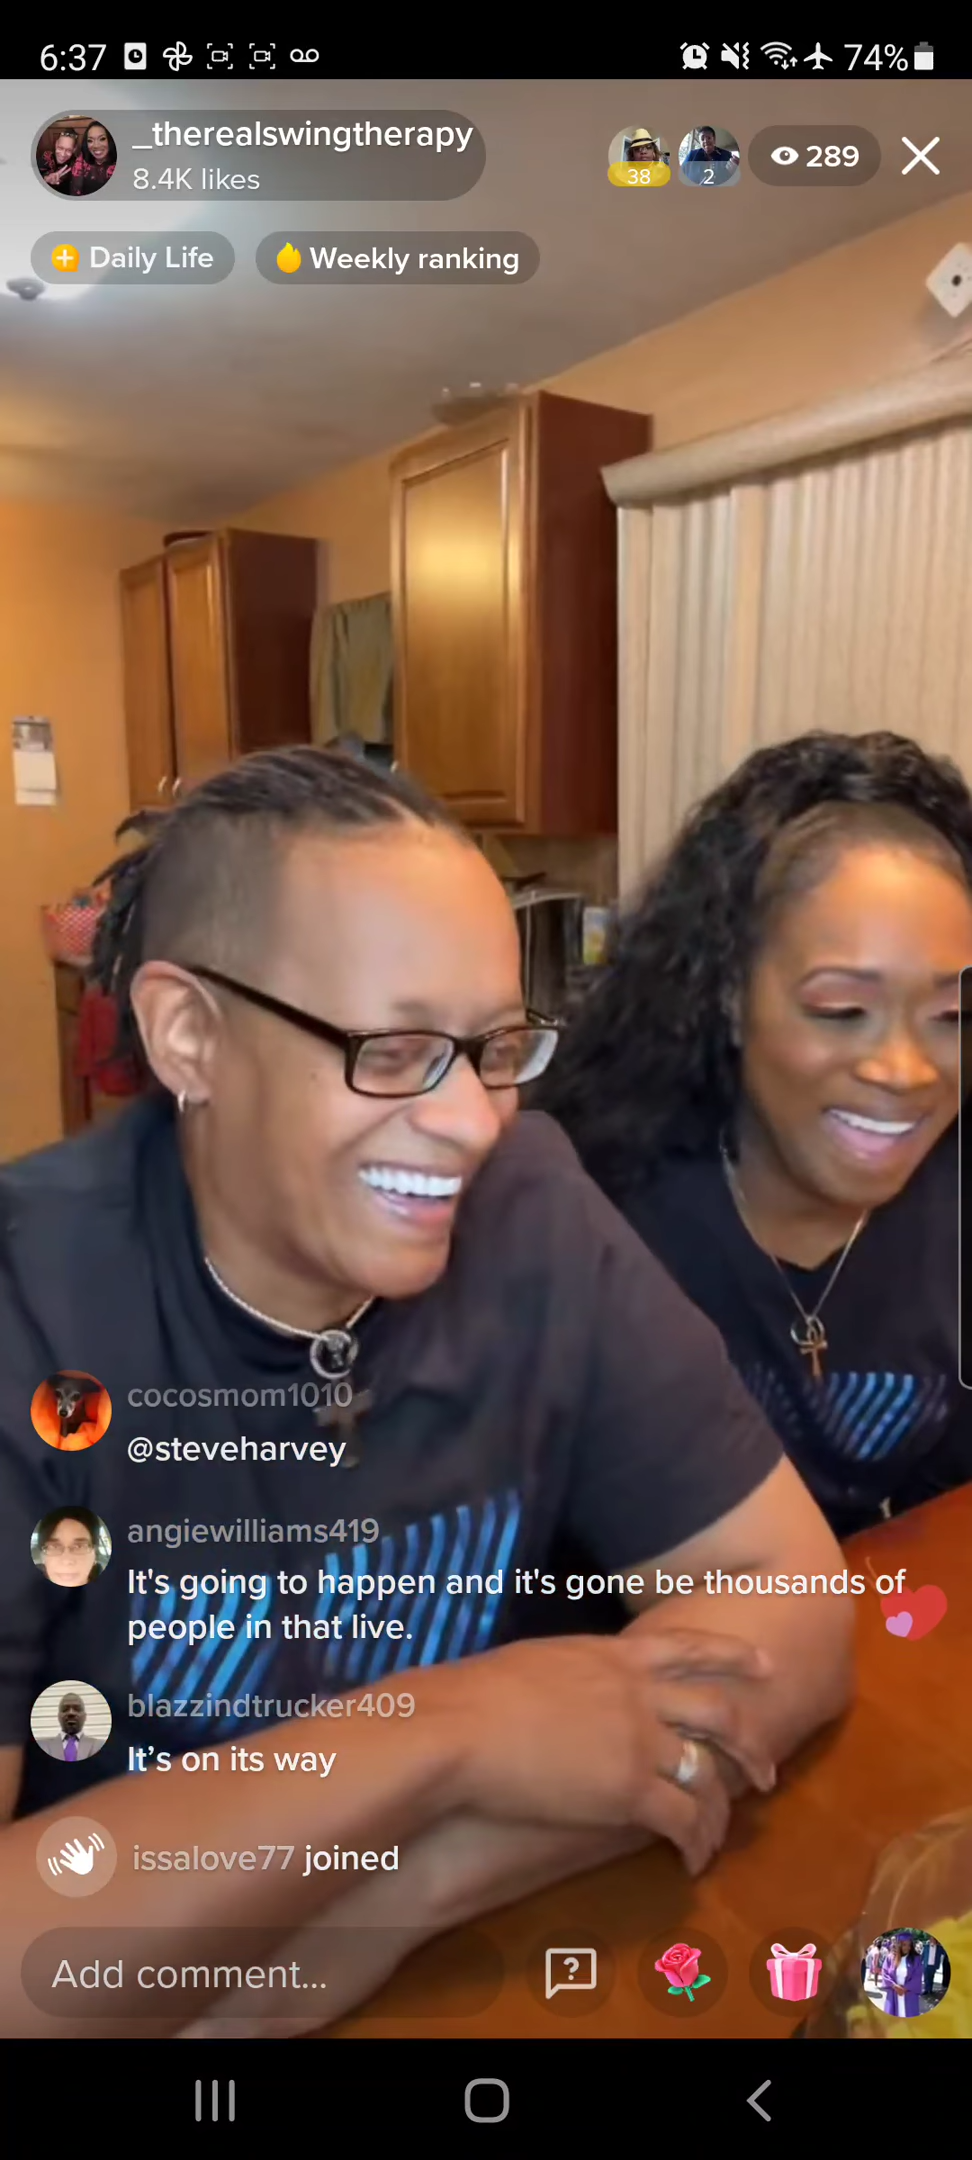 6:37
74%
_therealswingtherapy
8.4K likes
38
2
289
Daily Life
Weekly ranking
cocosmom1010
@steveharvey
angiewilliams419
It's going to happen and it's gone be thousands of
people in that live.
blazzindtrucker409
It's on its way
issalove77 joined
Add comment...
?